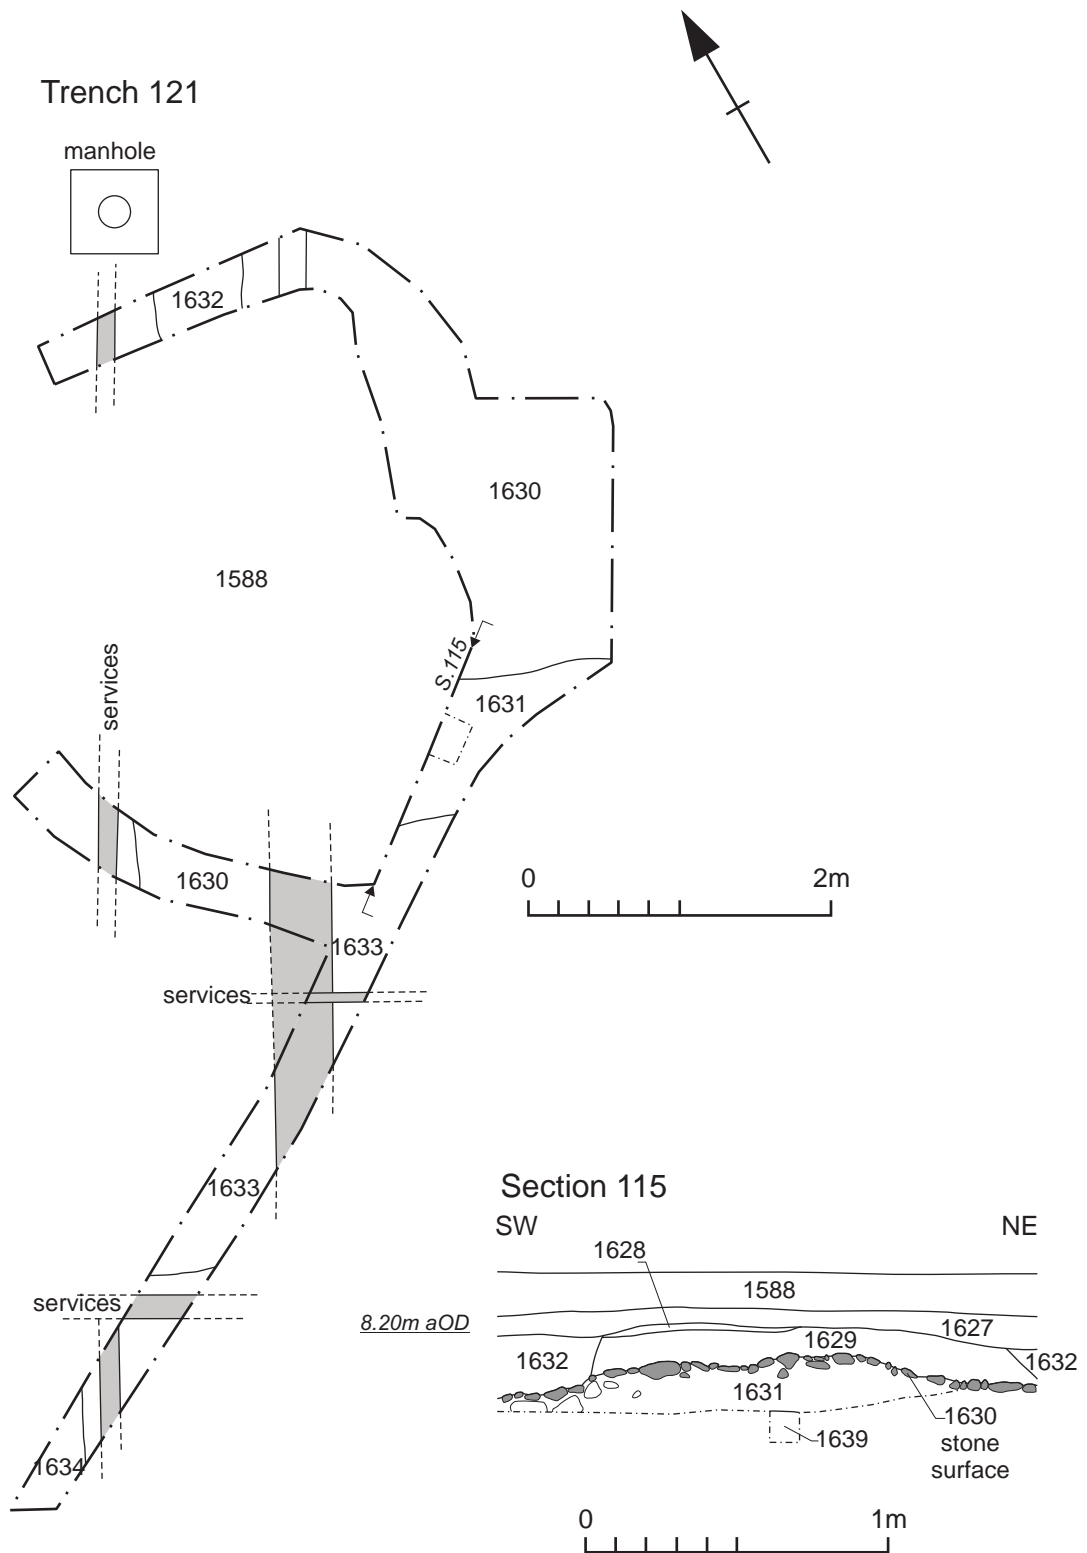 Trench 121
manhole
1632
1630
1588
S.115
services
1631
1630
0 2m
1633
services
1633
services
1634
Section 115
SW NE
1628
1588
8.20m aOD
1627
1629
1632
1632
1631
1630
stone
surface
1639
0 1m